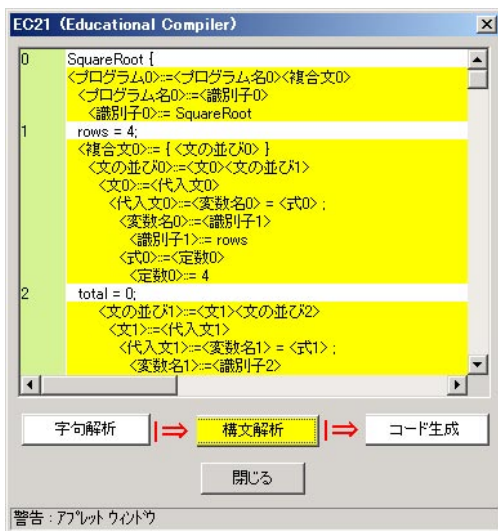 EC21 (Educational Compiler)
0 SquareRoot {
<プログラム0>::=<プログラム名0><複合文0>
<プログラム名0>::=<識別子0>
<識別子0>::= SquareRoot
1 rows = 4;
<複合文0>::= { <文の並び0> }
<文の並び0>::=<文0><文の並び1>
<文0>::=<代入文0>
<代入文0>::=<変数名0> = <式0> ;
<変数名0>::=<識別子1>
<識別子1>::= rows
<式0>::=<定数0>
<定数0>::= 4
2 total = 0;
<文の並び1>::=<文1><文の並び2>
<文1>::=<代入文1>
<代入文1>::=<変数名1> = <式1> ;
<変数名1>::=<識別子2>
字句解析 |⇒ 構文解析 |⇒ コード生成
閉じる
警告 : アプレット ウィンドウ